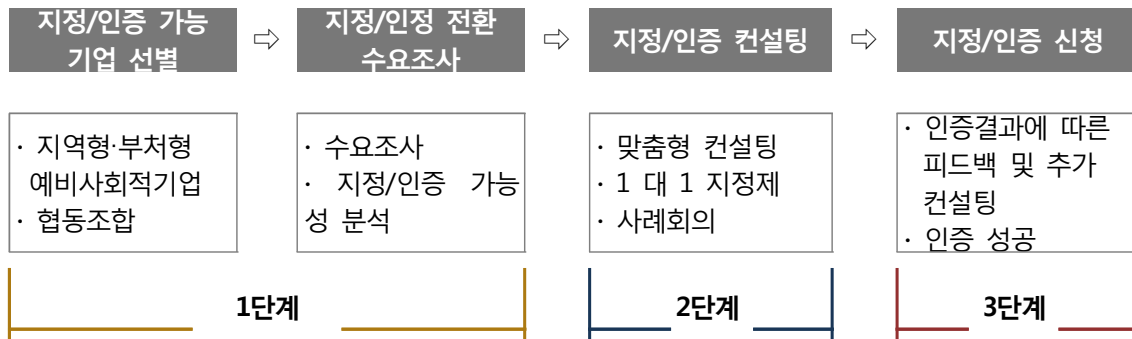 지정/인증 가능
기업 선별
⇨
지정/인정 전환
수요조사
⇨
지정/인증 컨설팅
⇨
지정/인증 신청
· 지역형·부처형
예비사회적기업
· 협동조합
· 수요조사
· 지정/인증 가능
성 분석
· 맞춤형 컨설팅
· 1 대 1 지정제
· 사례회의
· 인증결과에 따른
피드백 및 추가
컨설팅
· 인증 성공
1단계
2단계
3단계